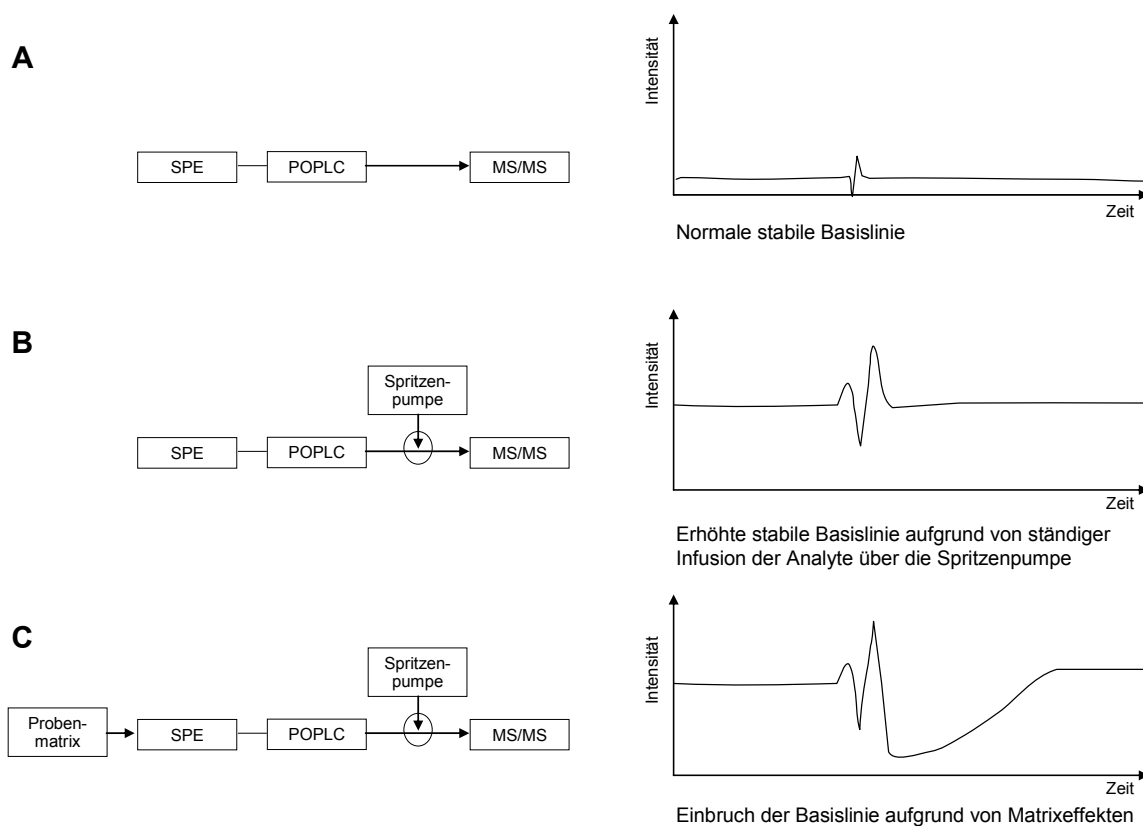 A
SPE
POPLC
MS/MS
Intensität
Zeit
Normale stabile Basislinie
B
Spritzen-
pumpe
SPE
POPLC
MS/MS
Intensität
Zeit
Erhöhte stabile Basislinie aufgrund von ständiger
Infusion der Analyte über die Spritzenpumpe
C
Spritzen-
pumpe
Proben-
matrix
SPE
POPLC
MS/MS
Intensität
Zeit
Einbruch der Basislinie aufgrund von Matrixeffekten